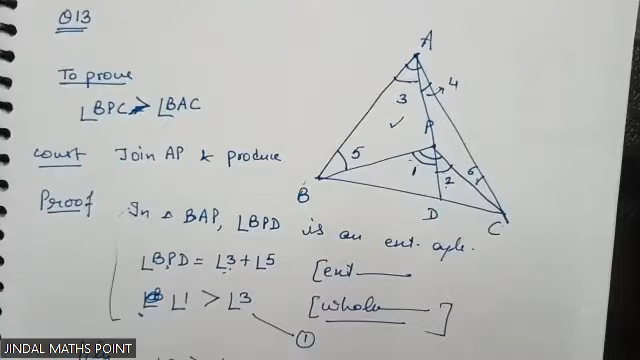 Q13
To prove
∟BPC > ∟BAC
Const Join AP & produce
Proof In △ BAP, ∟BPD is an ext. agle.
∟BPD = ∟3 + ∟5 [ext
∟1 > ∟3 [whole ]
①
A
3
4
P
5
1
2
6
B
D
C
JINDAL MATHS POINT